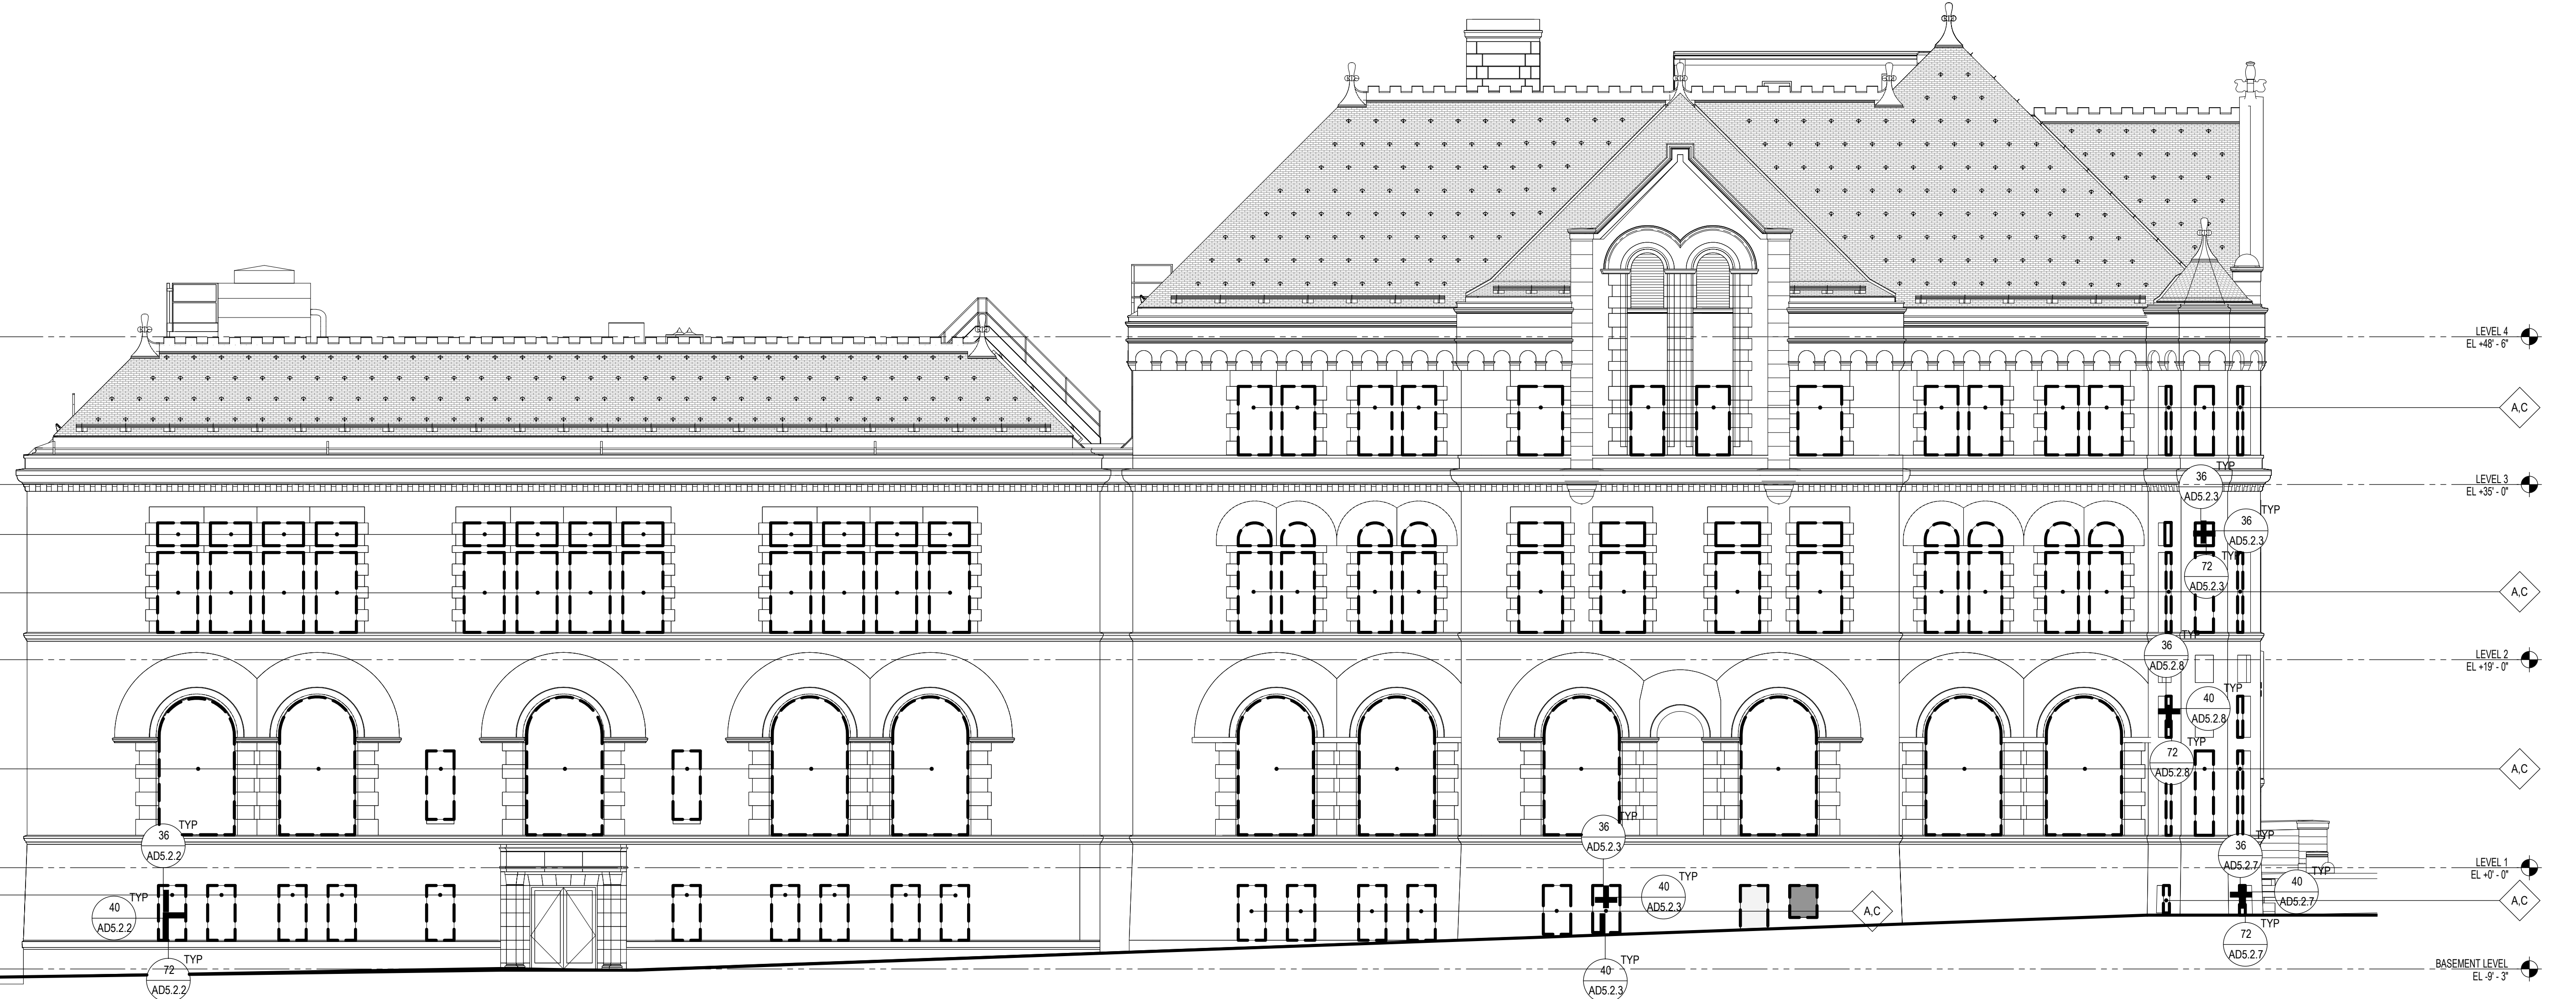 LEVEL 4
EL +48' - 6"
A,C
TYP
36
AD5.2.3
LEVEL 3
EL +35' - 0"
TYP
36
AD5.2.3
TYP
72
AD5.2.3
A,C
TYP
36
AD5.2.8
LEVEL 2
EL +19' - 0"
TYP
40
AD5.2.8
TYP
72
AD5.2.8
A,C
TYP
36
AD5.2.2
TYP
36
AD5.2.3
TYP
36
AD5.2.7
LEVEL 1
EL +0' - 0"
TYP
40
AD5.2.2
TYP
40
AD5.2.3
A,C
TYP
40
AD5.2.7
A,C
TYP
72
AD5.2.2
TYP
40
AD5.2.3
TYP
72
AD5.2.7
BASEMENT LEVEL
EL -9' - 3"